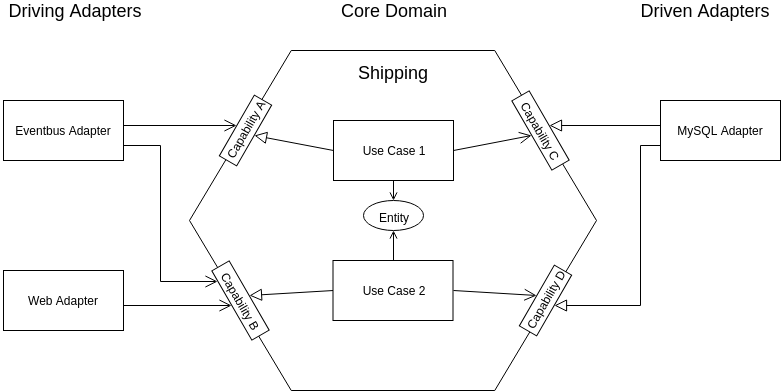 Driving Adapters
Core Domain
Driven Adapters
Shipping
Eventbus Adapter
Capability A
Use Case 1
Capability C
MySQL Adapter
Entity
Web Adapter
Capability B
Use Case 2
Capability D